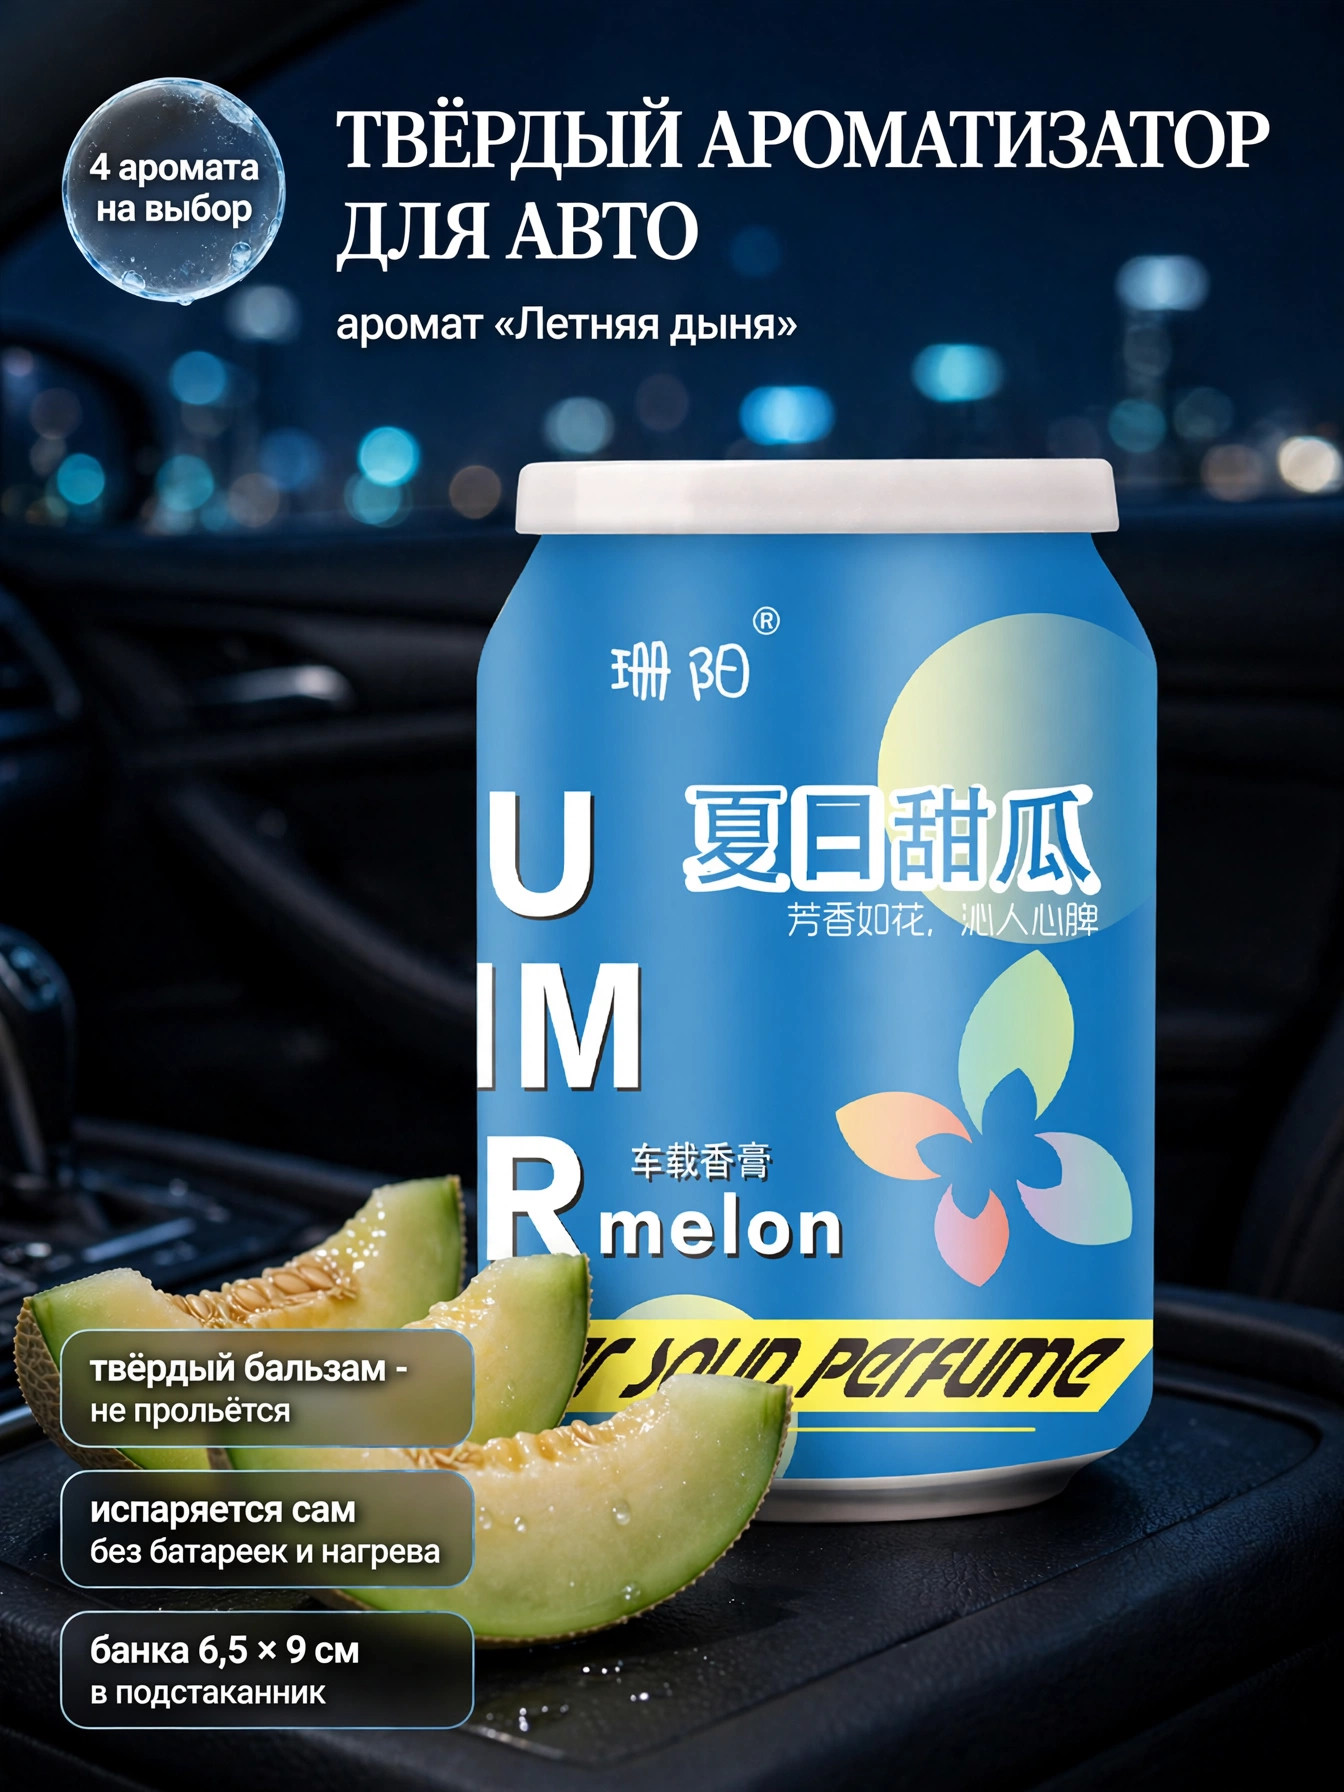 4 аромата
на выбор
ТВЁРДЫЙ АРОМАТИЗАТОР
ДЛЯ АВТО
аромат «Летняя дыня»
珊阳®
U
夏日甜瓜
芳香如花, 沁人心脾
IM
R
车载香膏
melon
PERFUME
твёрдый бальзам -
не прольётся
испаряется сам
без батареек и нагрева
банка 6,5 × 9 см
в подстаканник